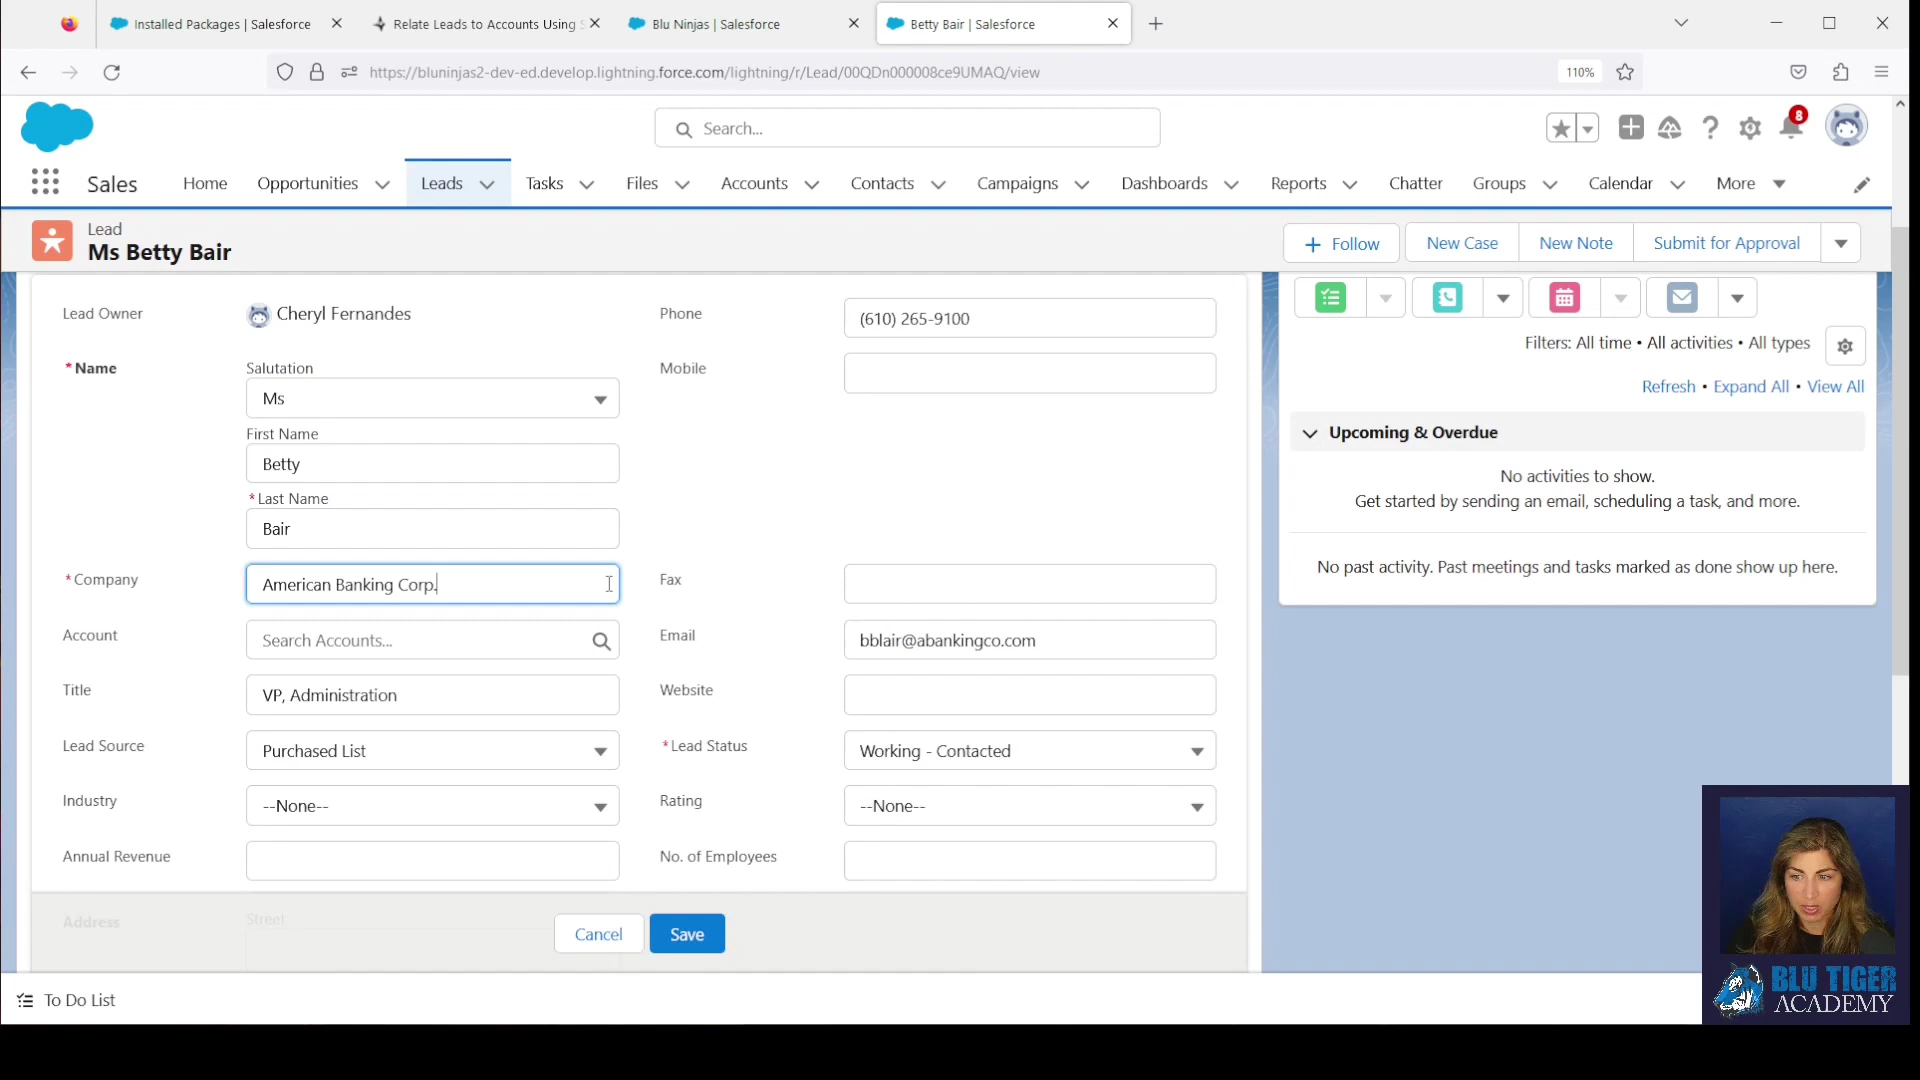 Installed Packages | Salesforce
Relate Leads to Accounts Using S
Blu Ninjas | Salesforce
Betty Bair | Salesforce
https://bluninjas2-dev-ed.develop.lightning.force.com/lightning/r/Lead/00QDn000008ce9UMAQ/view
110%
Search...
8
Sales
Home
Opportunities
Leads
Tasks
Files
Accounts
Contacts
Campaigns
Dashboards
Reports
Chatter
Groups
Calendar
More
Lead
Ms Betty Bair
Follow
New Case
New Note
Submit for Approval
Lead Owner
Cheryl Fernandes
Phone
(610) 265-9100
*Name
Salutation
Ms
Mobile
First Name
Betty
*Last Name
Bair
*Company
American Banking Corp.
Fax
Account
Search Accounts...
Email
bblair@abankingco.com
Title
VP, Administration
Website
Lead Source
Purchased List
*Lead Status
Working - Contacted
Industry
--None--
Rating
--None--
Annual Revenue
No. of Employees
Address
Street
Cancel
Save
Filters: All time • All activities • All types
Refresh • Expand All • View All
Upcoming & Overdue
No activities to show.
Get started by sending an email, scheduling a task, and more.
No past activity. Past meetings and tasks marked as done show up here.
To Do List
BLU TIGER
ACADEMY